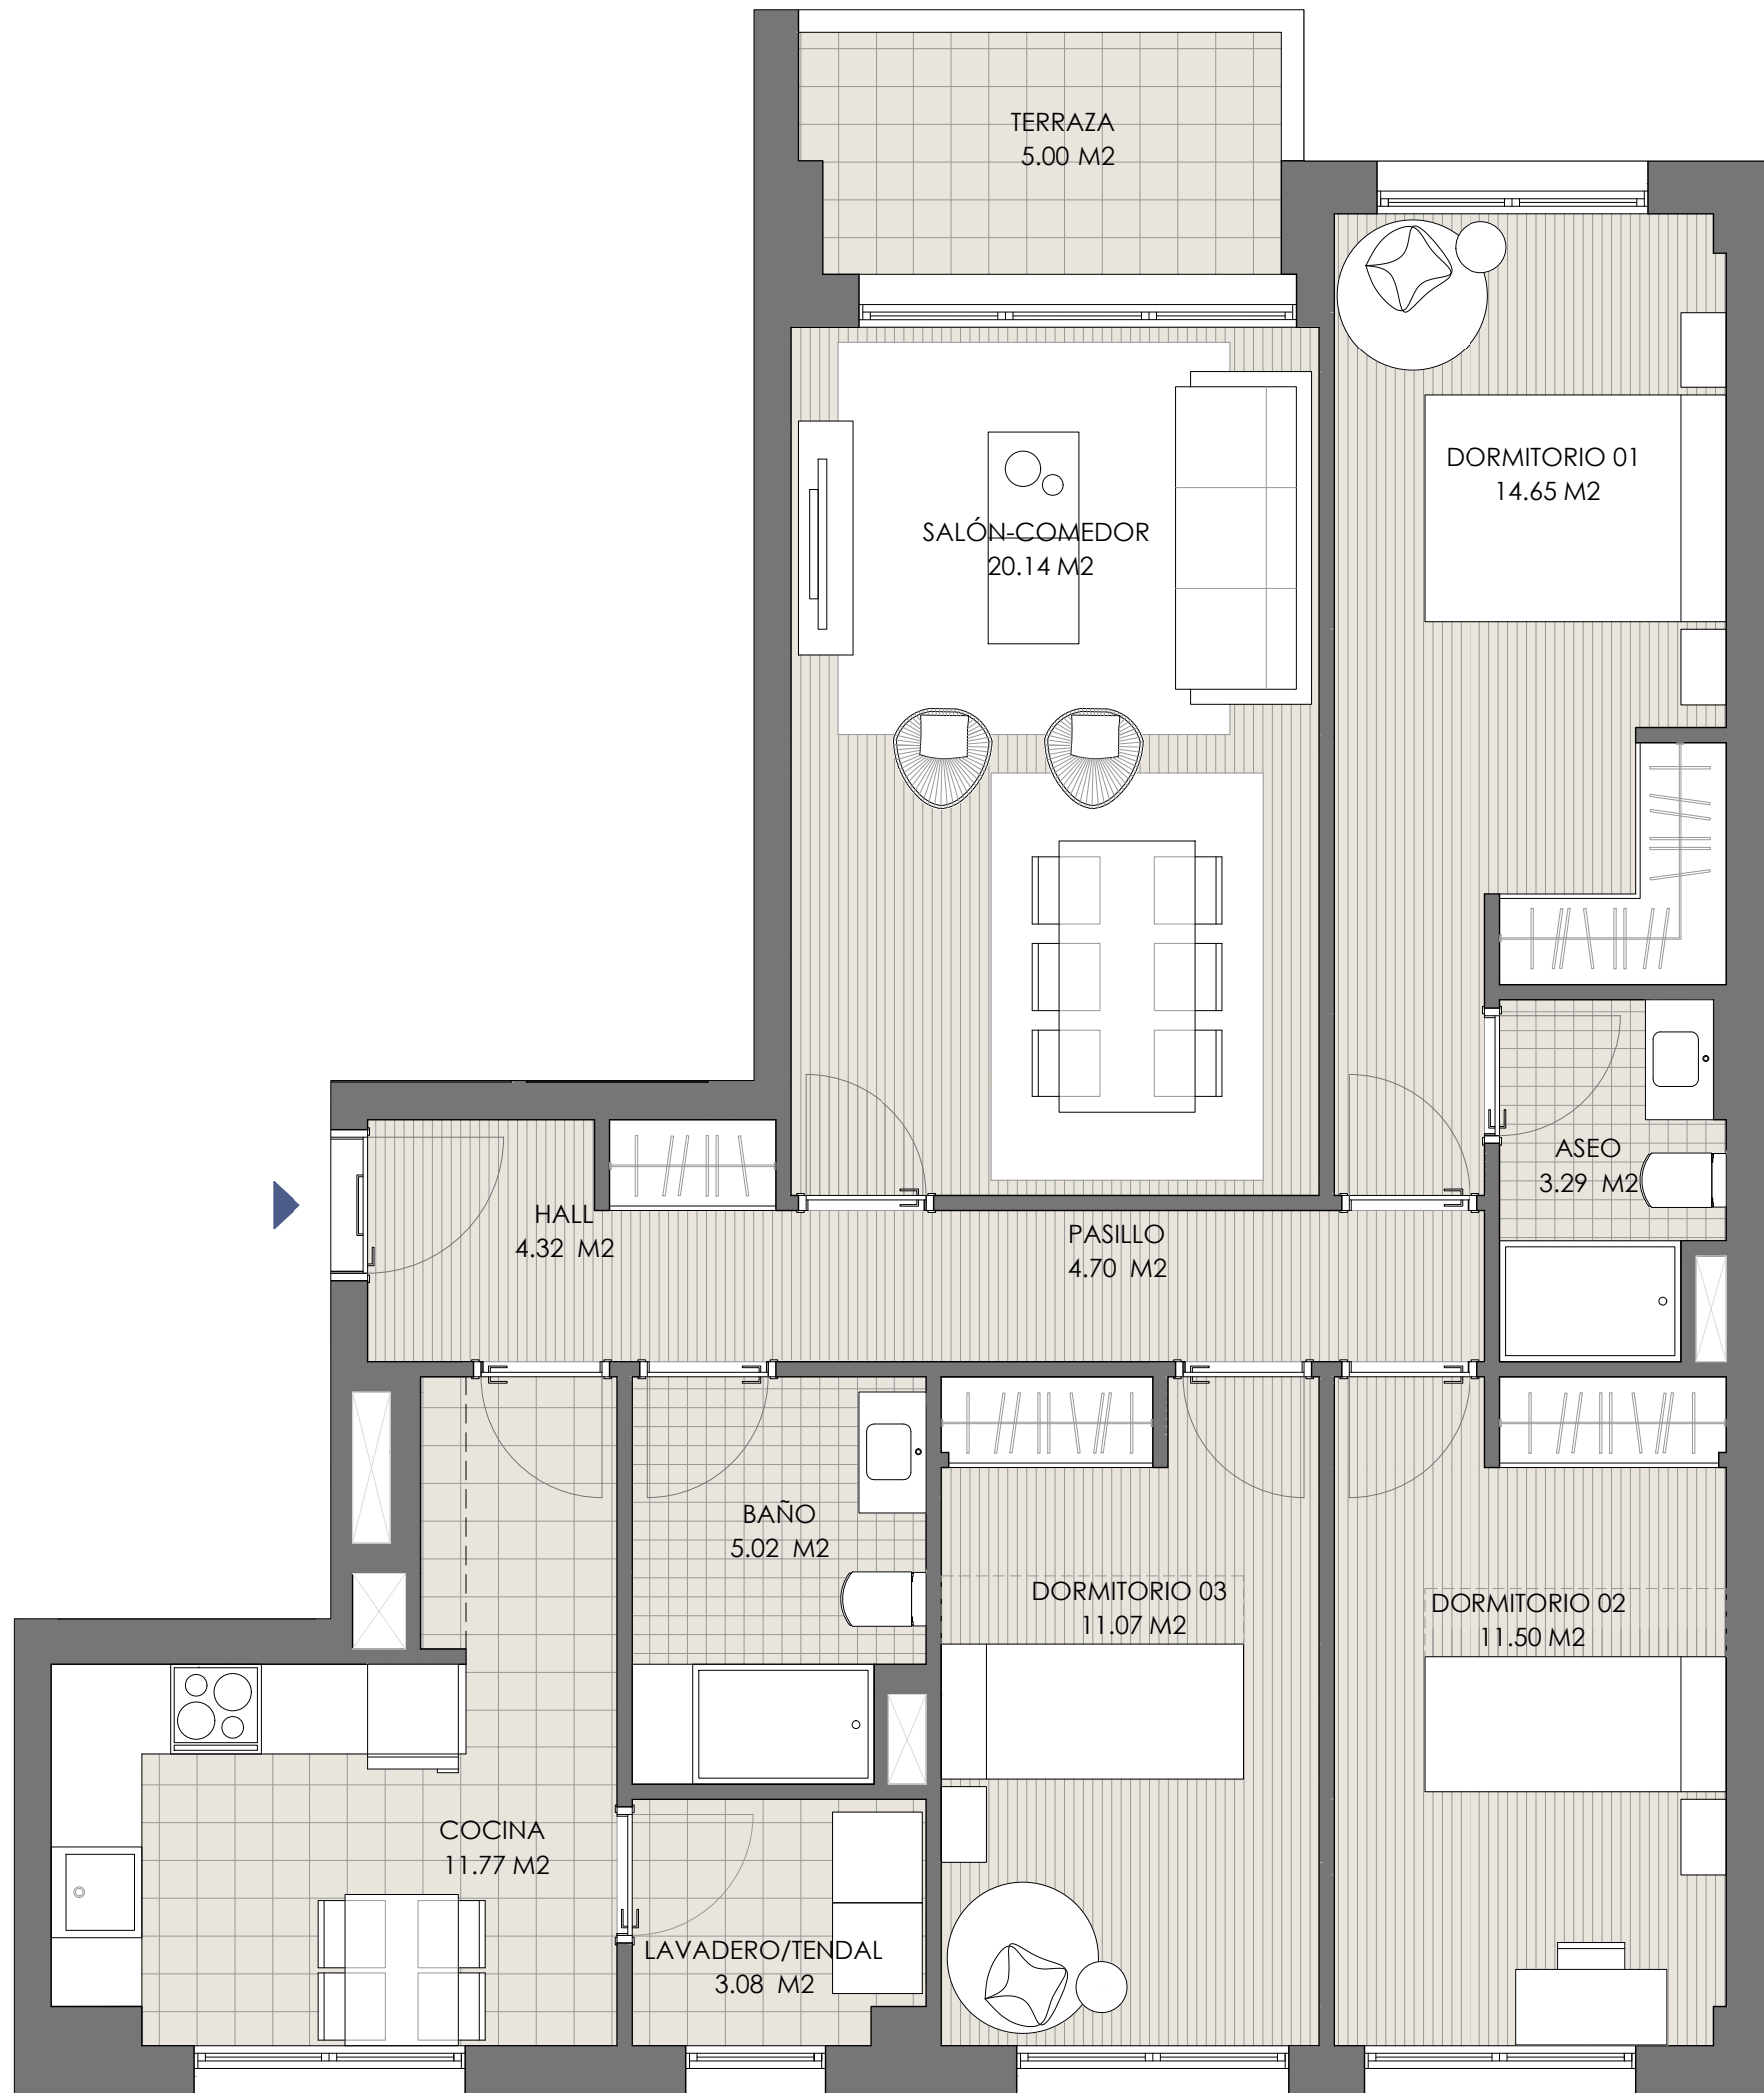 TERRAZA
5.00 M2
DORMITORIO 01
14.65 M2
SALÓN-COMEDOR
20.14 M2
ASEO
3.29 M2
HALL
4.32 M2
PASILLO
4.70 M2
BAÑO
5.02 M2
DORMITORIO 03
11.07 M2
DORMITORIO 02
11.50 M2
COCINA
11.77 M2
LAVADERO/TENDAL
3.08 M2